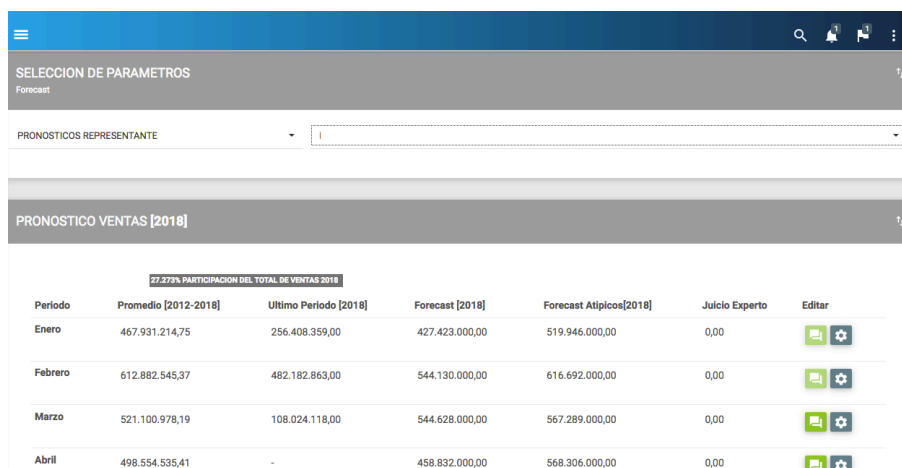 1 1
SELECCION DE PARAMETROS
Forecast
PRONOSTICOS REPRESENTANTE
PRONOSTICO VENTAS [2018]
27.273% PARTICIPACION DEL TOTAL DE VENTAS 2018
Periodo Promedio [2012-2018] Ultimo Periodo [2018] Forecast [2018] Forecast Atipicos[2018] Juicio Experto Editar
Enero 467.931.214,75 256.408.359,00 427.423.000,00 519.946.000,00 0,00
Febrero 612.882.545,37 482.182.863,00 544.130.000,00 616.692.000,00 0,00
Marzo 521.100.978,19 108.024.118,00 544.628.000,00 567.289.000,00 0,00
Abril 498.554.535,41 - 458.832.000,00 568.306.000,00 0,00